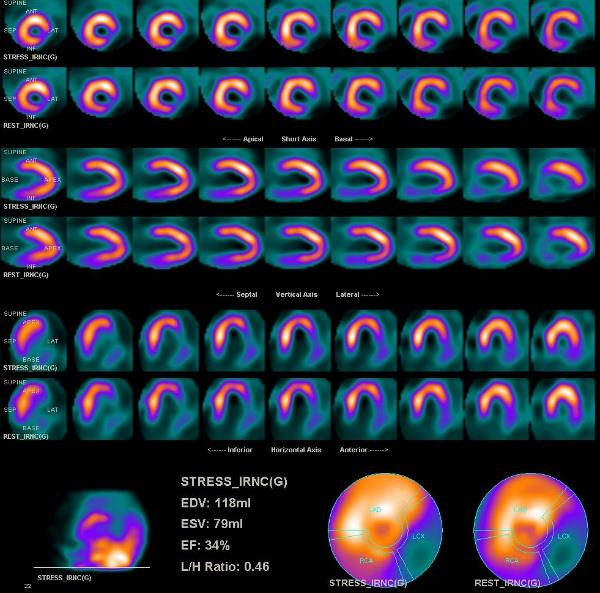 SUPINE
ANT
SEP LAT
INF
STRESS_IRNC(G)
SUPINE
ANT
SEP LAT
INF
REST_IRNC(G)
<------ Apical Short Axis Basal ------>
SUPINE
ANT
BASE APEX
INF
STRESS_IRNC(G)
SUPINE
ANT
BASE APEX
INF
REST_IRNC(G)
<------ Septal Vertical Axis Lateral ------>
SUPINE
APEX
SEP LAT
BASE
STRESS_IRNC(G)
SUPINE
APEX
SEP LAT
BASE
REST_IRNC(G)
<------ Inferior Horizontal Axis Anterior ------>
STRESS_IRNC(G)
EDV: 118ml
ESV: 79ml
EF: 34%
L/H Ratio: 0.46
22
STRESS_IRNC(G)
LAD
LCX
RCA
STRESS_IRNC(G)
LAD
LCX
RCA
REST_IRNC(G)